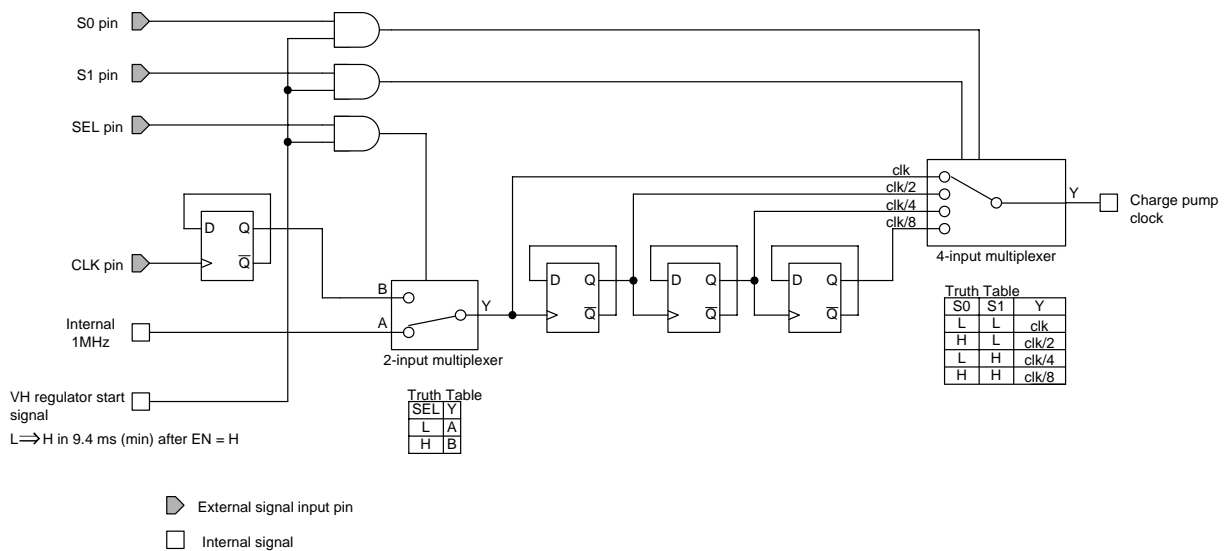 S0 pin
S1 pin
SEL pin
D Q
Q
CLK pin
Internal
1MHz
VH regulator start
signal
L⇒H in 9.4 ms (min) after EN = H
B
A
Y
2-input multiplexer
Truth Table
SEL Y
L A
H B
D Q
Q
D Q
Q
D Q
Q
clk
clk/2
clk/4
clk/8
Y
Charge pump
clock
4-input multiplexer
Truth Table
S0 S1 Y
L L clk
H L clk/2
L H clk/4
H H clk/8
External signal input pin
Internal signal